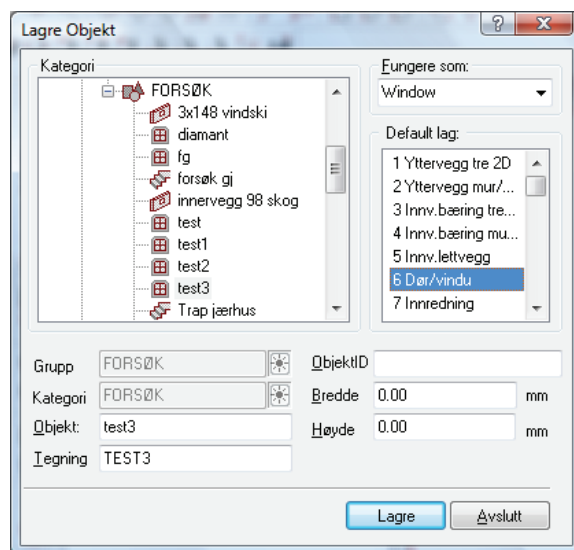 Lagre Objekt
Kategori
FORSØK
3x148 vindski
diamant
fg
forsøk gj
innervegg 98 skog
test
test1
test2
test3
Trap jærhus
Fungere som:
Window
Default lag:
1 Yttervegg tre 2D
2 Yttervegg mur/...
3 Innv.bæring tre...
4 Innv.bæring mu...
5 Innv.lettvegg
6 Dør/vindu
7 Innredning
Grupp FORSØK
Kategori FORSØK
Objekt: test3
Tegning TEST3
ObjektID
Bredde 0.00 mm
Høyde 0.00 mm
Lagre Avslutt